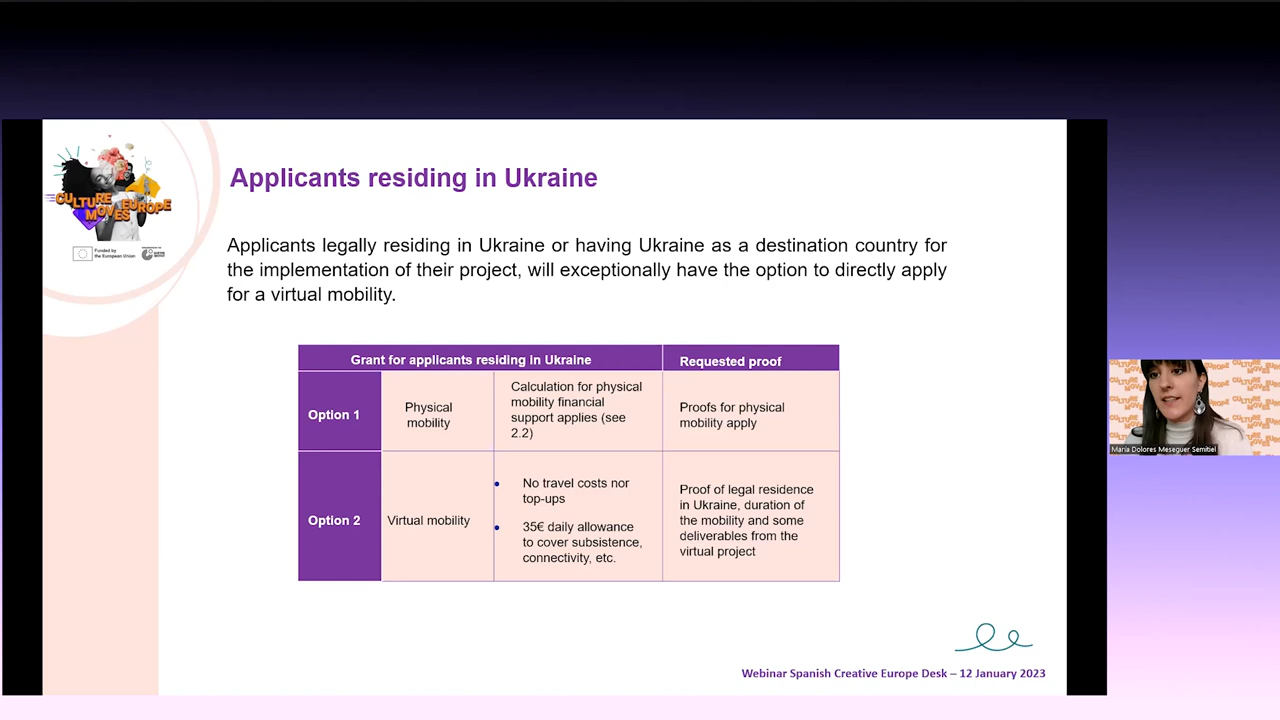 Applicants residing in Ukraine
CULTURE
MOVES
EUROPE
Funded by
the European Union
Applicants legally residing in Ukraine or having Ukraine as a destination country for
the implementation of their project, will exceptionally have the option to directly apply
for a virtual mobility.
Grant for applicants residing in Ukraine
Requested proof
Option 1
Physical
mobility
Calculation for physical
mobility financial
support applies (see
2.2)
Proofs for physical
mobility apply
Option 2
Virtual mobility
No travel costs nor
top-ups
35€ daily allowance
to cover subsistence,
connectivity, etc.
Proof of legal residence
in Ukraine, duration of
the mobility and some
deliverables from the
virtual project
María Dolores Meseguer Semitiel
Webinar Spanish Creative Europe Desk – 12 January 2023